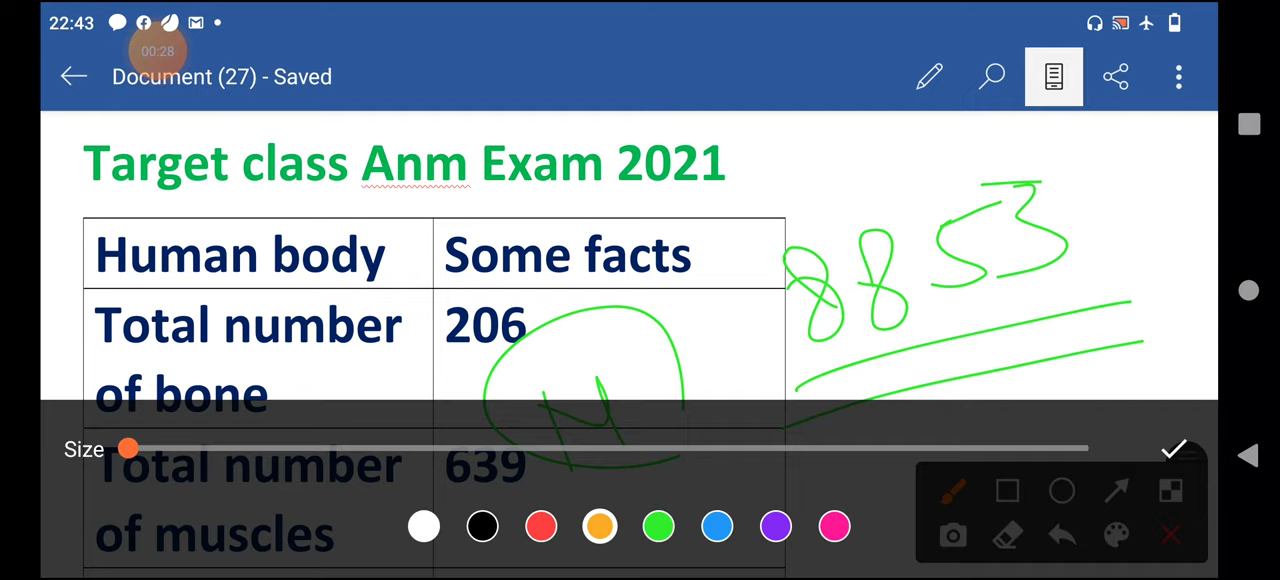 22:43
00:28
Document (27) - Saved
Target class Anm Exam 2021
Human body Some facts
8853
Total number 206
of bone
N
Size
Total number 639
of muscles